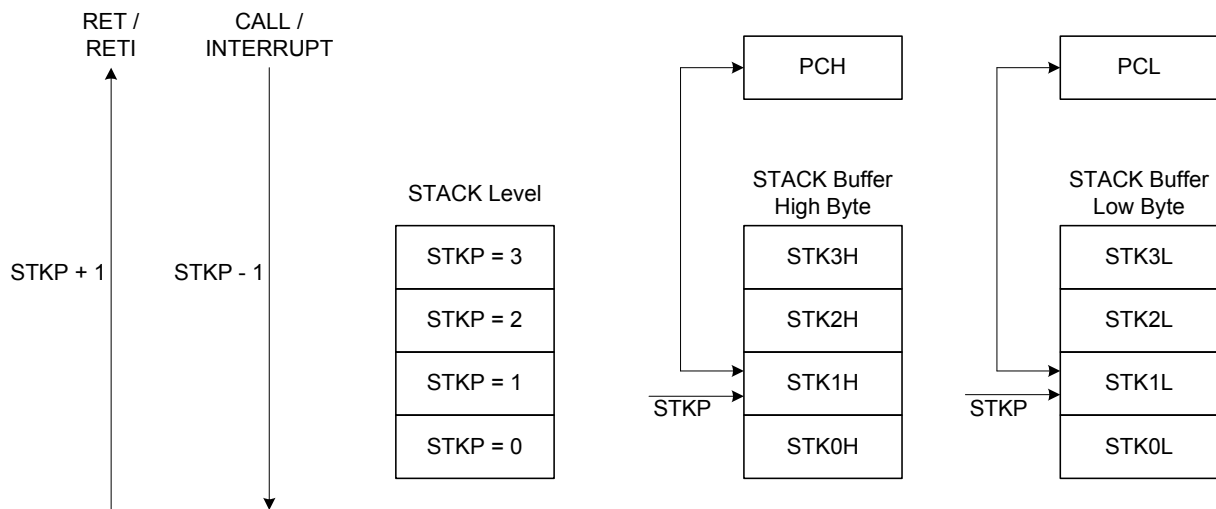 RET /
RETI
CALL /
INTERRUPT
STKP + 1
STKP - 1
STACK Level
STKP = 3
STKP = 2
STKP = 1
STKP = 0
PCH
STACK Buffer
High Byte
STK3H
STK2H
STK1H
STK0H
STKP
PCL
STACK Buffer
Low Byte
STK3L
STK2L
STK1L
STK0L
STKP